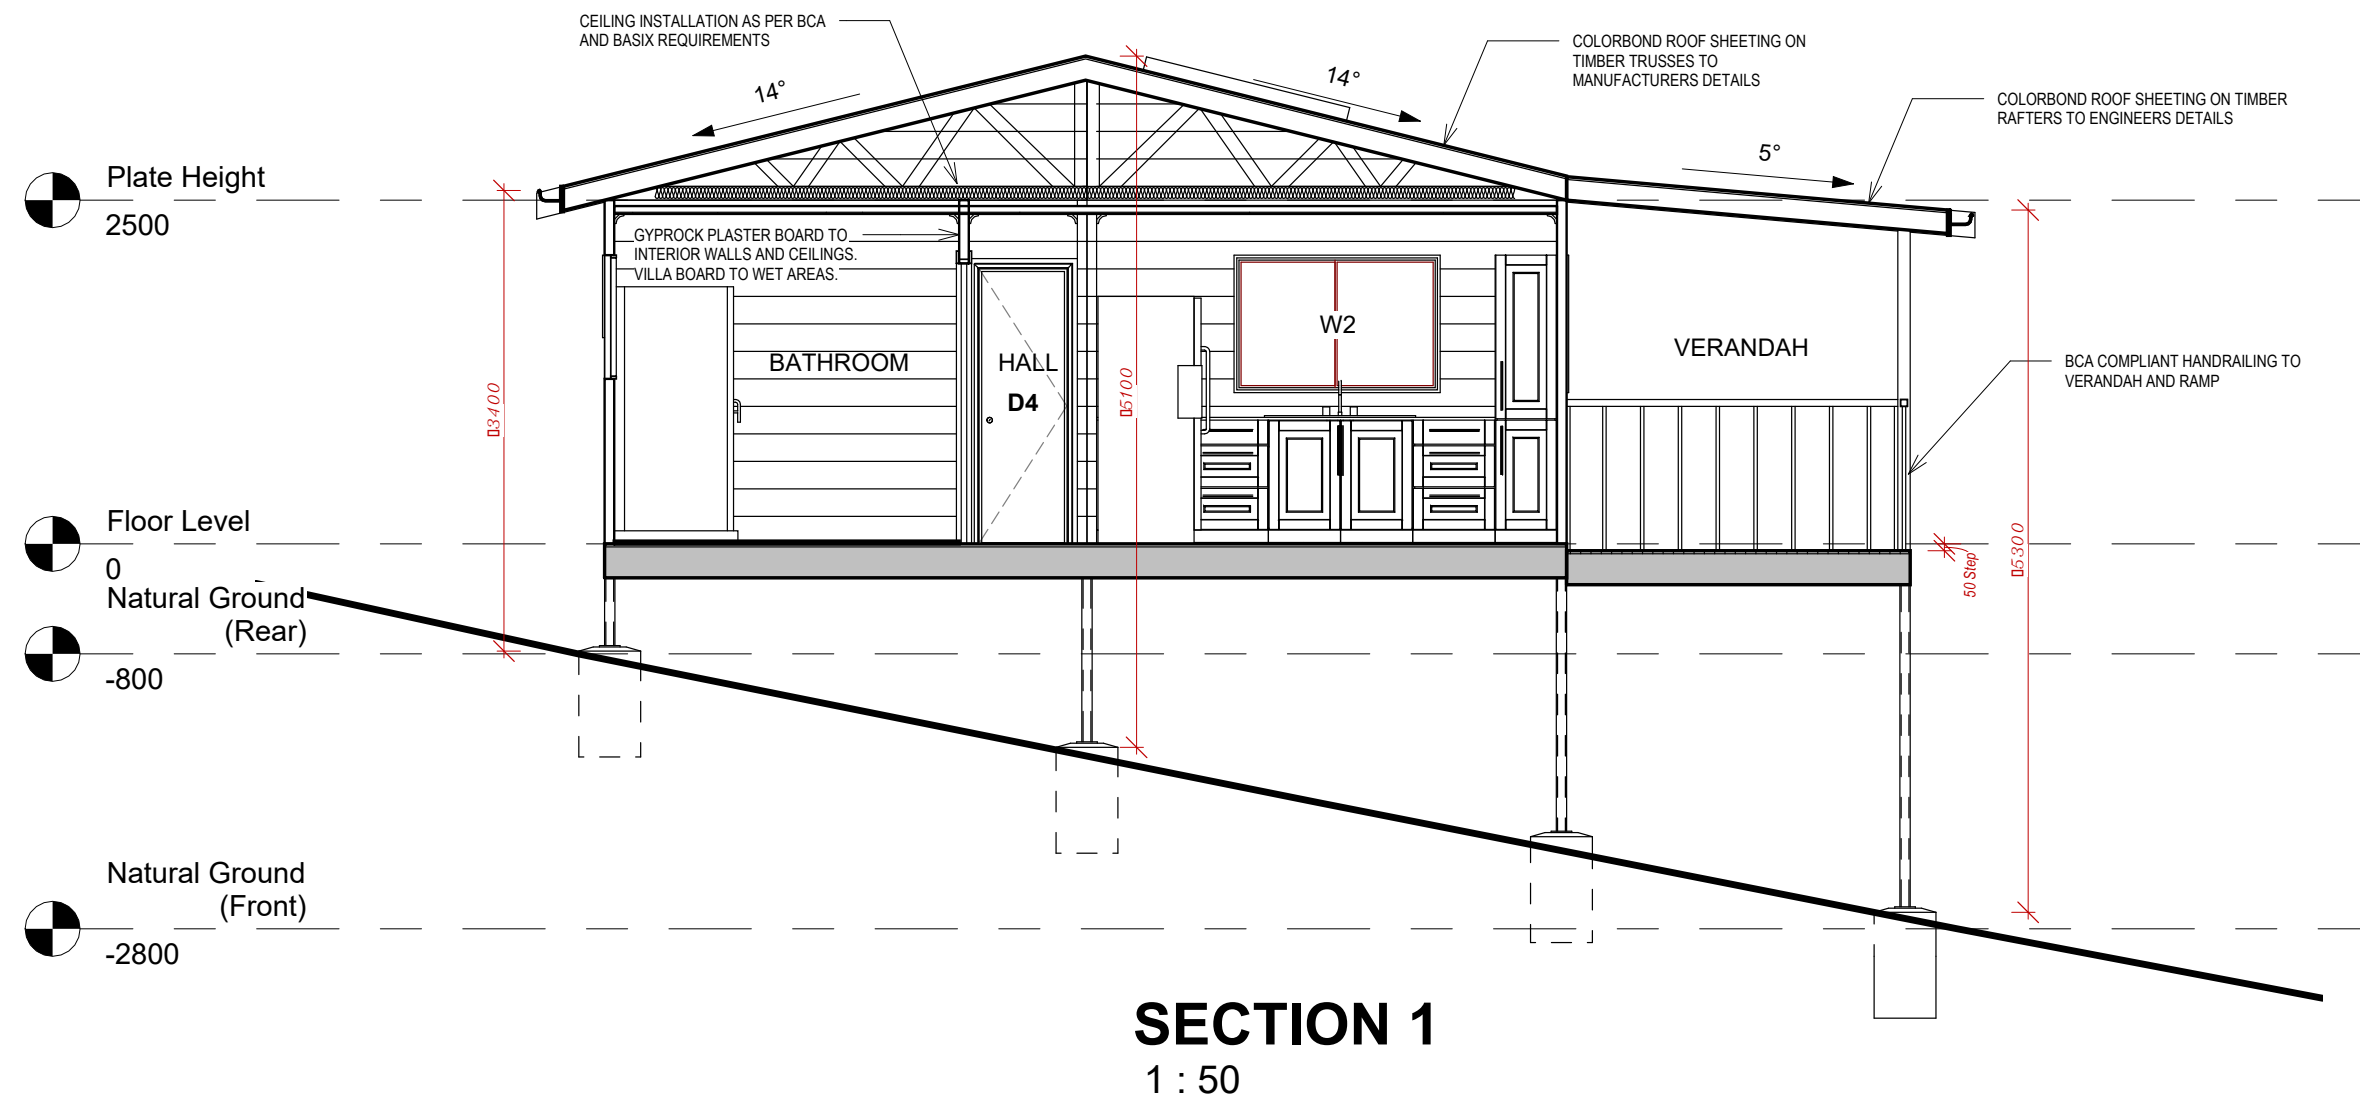 CEILING INSTALLATION AS PER BCA
AND BASIX REQUIREMENTS
COLORBOND ROOF SHEETING ON
TIMBER TRUSSES TO
MANUFACTURERS DETAILS
COLORBOND ROOF SHEETING ON TIMBER
RAFTERS TO ENGINEERS DETAILS
14°
14°
5°
Plate Height
2500
GYPROCK PLASTER BOARD TO
INTERIOR WALLS AND CEILINGS.
VILLA BOARD TO WET AREAS.
W2
BATHROOM
HALL
D4
VERANDAH
BCA COMPLIANT HANDRAILING TO
VERANDAH AND RAMP
▯3400
▯5100
▯5300
50 Step
Floor Level
0
Natural Ground
(Rear)
-800
Natural Ground
(Front)
-2800
SECTION 1
1 : 50